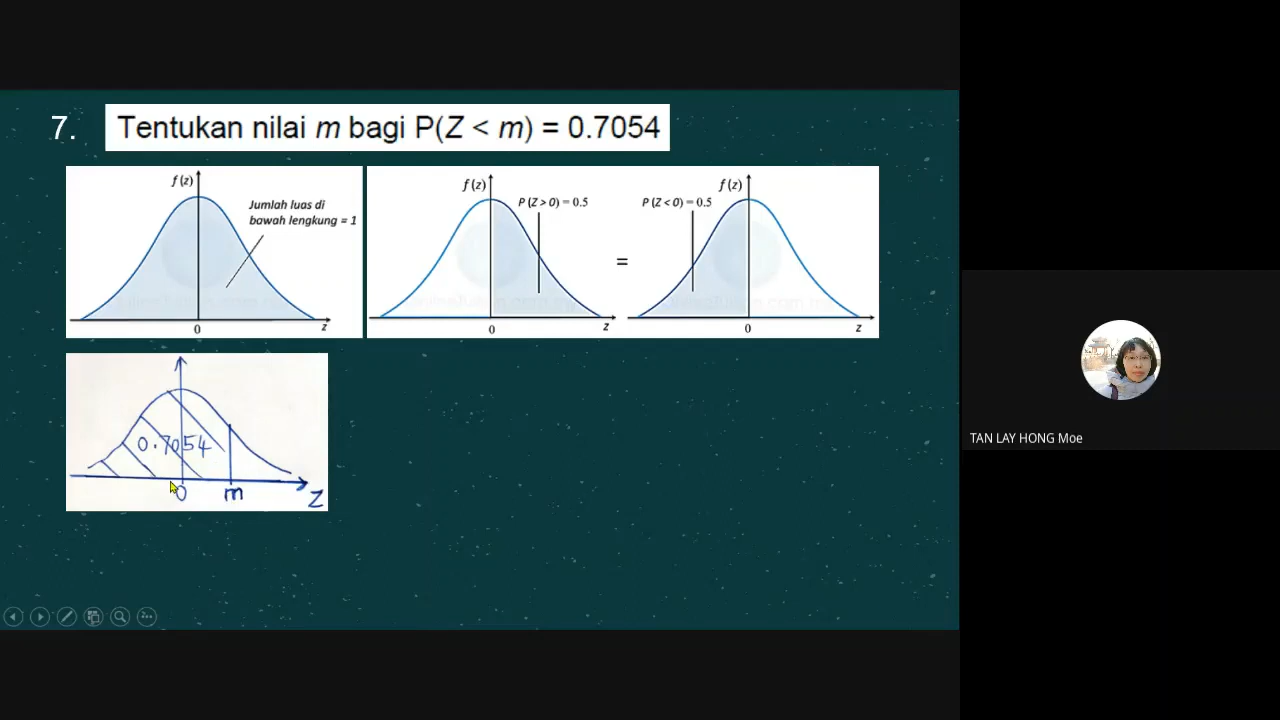 7. Tentukan nilai m bagi P(Z < m) = 0.7054
f(z)
Jumlah luas di
bawah lengkung = 1
0
z
f(z)
P (Z > 0) = 0.5
0
z
=
f(z)
P (Z < 0) = 0.5
0
z
0.7054
0
m
Z
TAN LAY HONG Moe